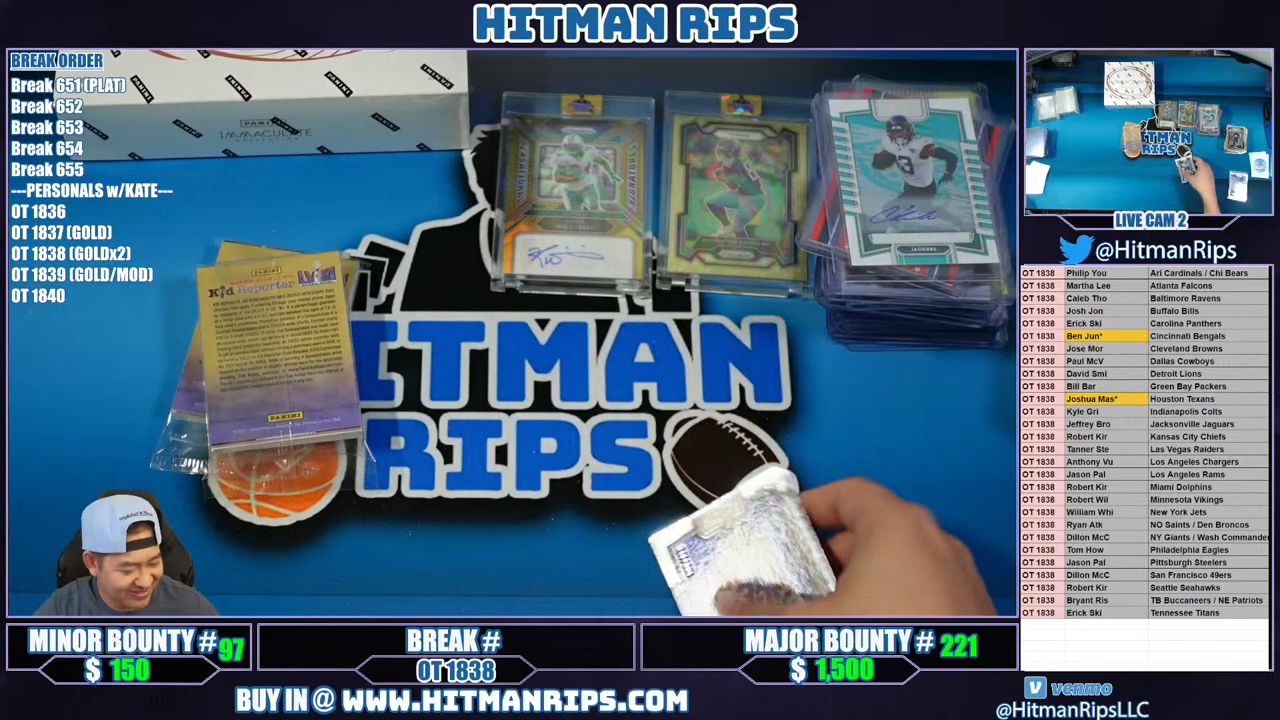 HITMAN RIPS
BREAK ORDER
Break 651 (PLAT)
Break 652
Break 653
Break 654
Break 655
---PERSONALS w/KATE---
OT 1836
OT 1837 (GOLD)
OT 1838 (GOLDx2)
OT 1839 (GOLD/MOD)
OT 1840
PANINI
IMMACULATE
COLLECTION
SIGNATURES
JAGUARS
PANINI
Kid Reporter
PANINI
HITMAN
RIPS
LIVE CAM 2
@HitmanRips
OT 1838 Philip You Ari Cardinals / Chi Bears
OT 1838 Martha Lee Atlanta Falcons
OT 1838 Caleb Tho Baltimore Ravens
OT 1838 Josh Jon Buffalo Bills
OT 1838 Erick Ski Carolina Panthers
OT 1838 Ben Jun* Cincinnati Bengals
OT 1838 Jose Mor Cleveland Browns
OT 1838 Paul McV Dallas Cowboys
OT 1838 David Smi Detroit Lions
OT 1838 Bill Bar Green Bay Packers
OT 1838 Joshua Mas* Houston Texans
OT 1838 Kyle Gri Indianapolis Colts
OT 1838 Jeffrey Bro Jacksonville Jaguars
OT 1838 Robert Kir Kansas City Chiefs
OT 1838 Tanner Ste Las Vegas Raiders
OT 1838 Anthony Vu Los Angeles Chargers
OT 1838 Jason Pal Los Angeles Rams
OT 1838 Robert Kir Miami Dolphins
OT 1838 Robert Wil Minnesota Vikings
OT 1838 William Whi New York Jets
OT 1838 Ryan Atk NO Saints / Den Broncos
OT 1838 Dillon McC NY Giants / Wash Commander
OT 1838 Tom How Philadelphia Eagles
OT 1838 Jason Pal Pittsburgh Steelers
OT 1838 Dillon McC San Francisco 49ers
OT 1838 Robert Kir Seattle Seahawks
OT 1838 Bryant Ris TB Buccaneers / NE Patriots
OT 1838 Erick Ski Tennessee Titans
MINOR BOUNTY # 97
$ 150
BREAK #
OT 1838
MAJOR BOUNTY # 221
$ 1,500
BUY IN @ WWW.HITMANRIPS.COM
venmo
@HitmanRipsLLC